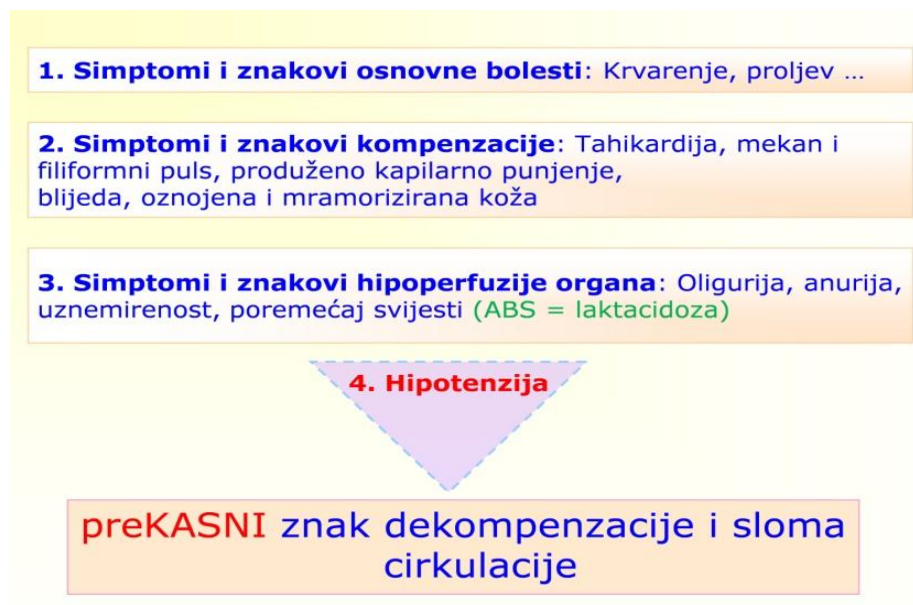 1. Simptomi i znakovi osnovne bolesti: Krvarenje, proljev ...
2. Simptomi i znakovi kompenzacije: Tahikardija, mekan i
filiformni puls, produženo kapilarno punjenje,
blijeda, oznojena i mramorizirana koža
3. Simptomi i znakovi hipoperfuzije organa: Oligurija, anurija,
uznemirenost, poremećaj svijesti (ABS = laktacidoza)
4. Hipotenzija
preKASNI znak dekompenzacije i sloma
cirkulacije